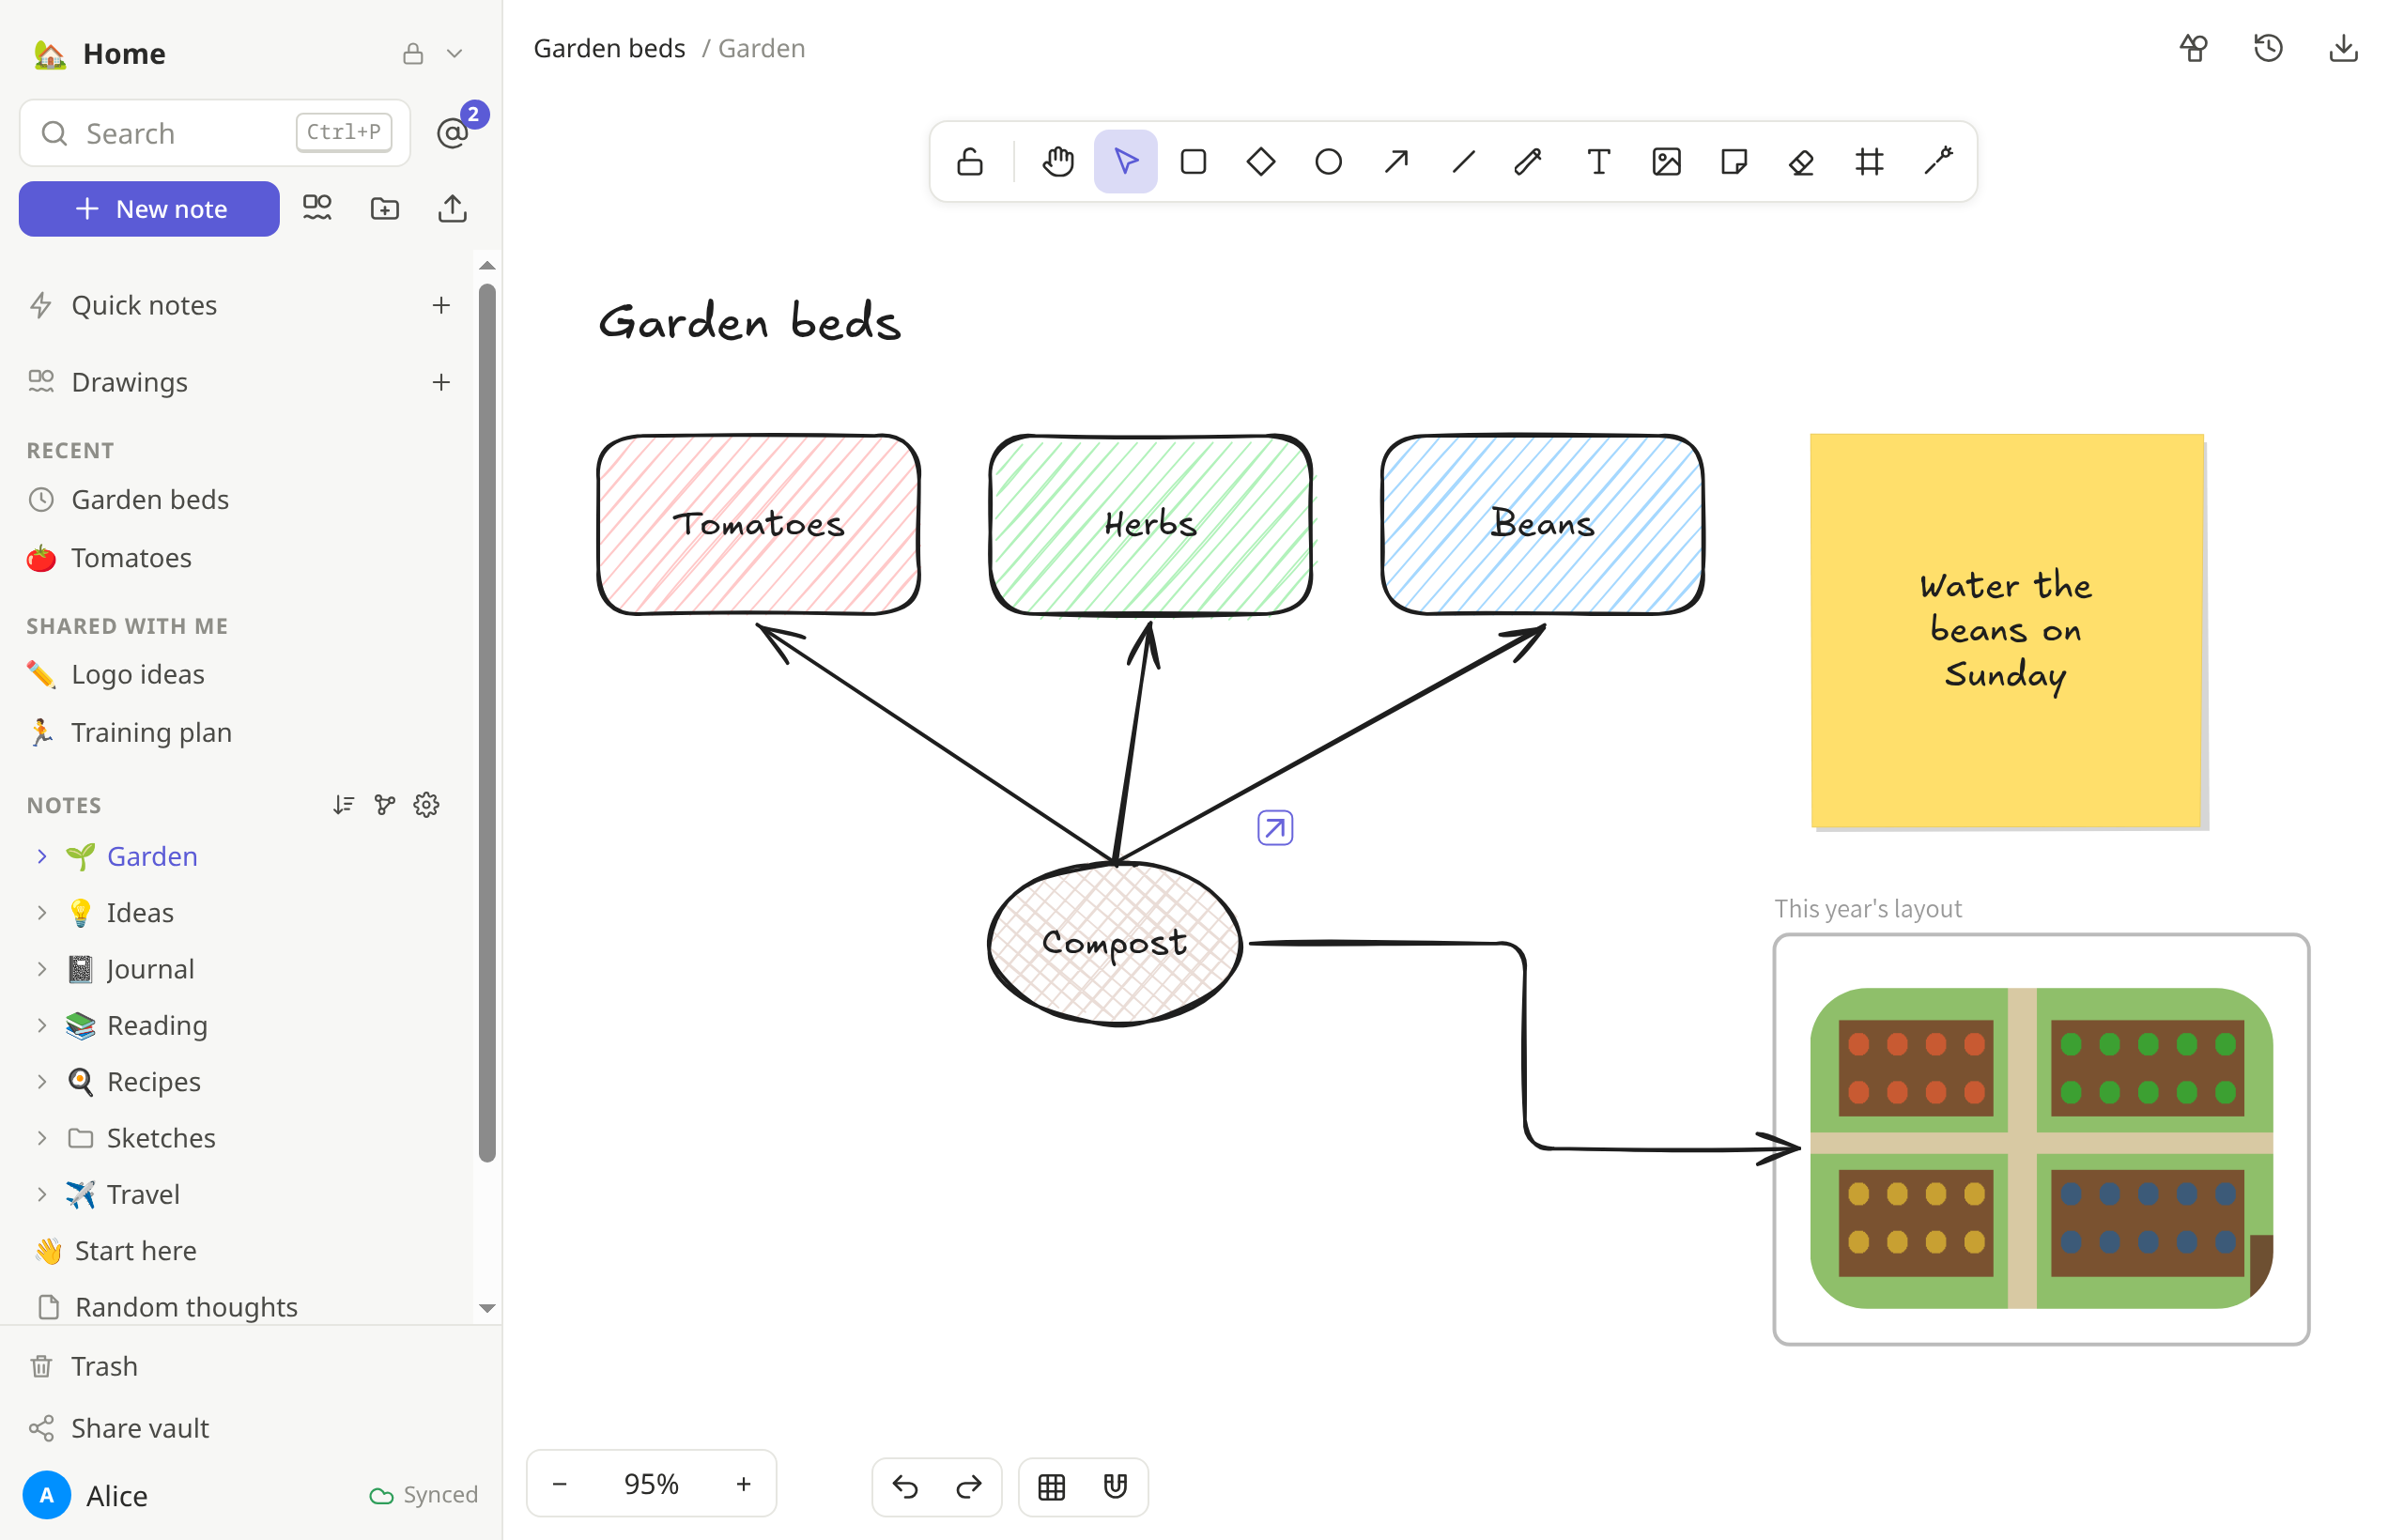 Home
Search
Ctrl+P
2
New note
Quick notes
Drawings
RECENT
Garden beds
Tomatoes
SHARED WITH ME
Logo ideas
Training plan
NOTES
Garden
Ideas
Journal
Reading
Recipes
Sketches
Travel
Start here
Random thoughts
Trash
Share vault
A
Alice
Synced
Garden beds / Garden
Garden beds
Tomatoes
Herbs
Beans
Water the
beans on
Sunday
Compost
This year's layout
95%